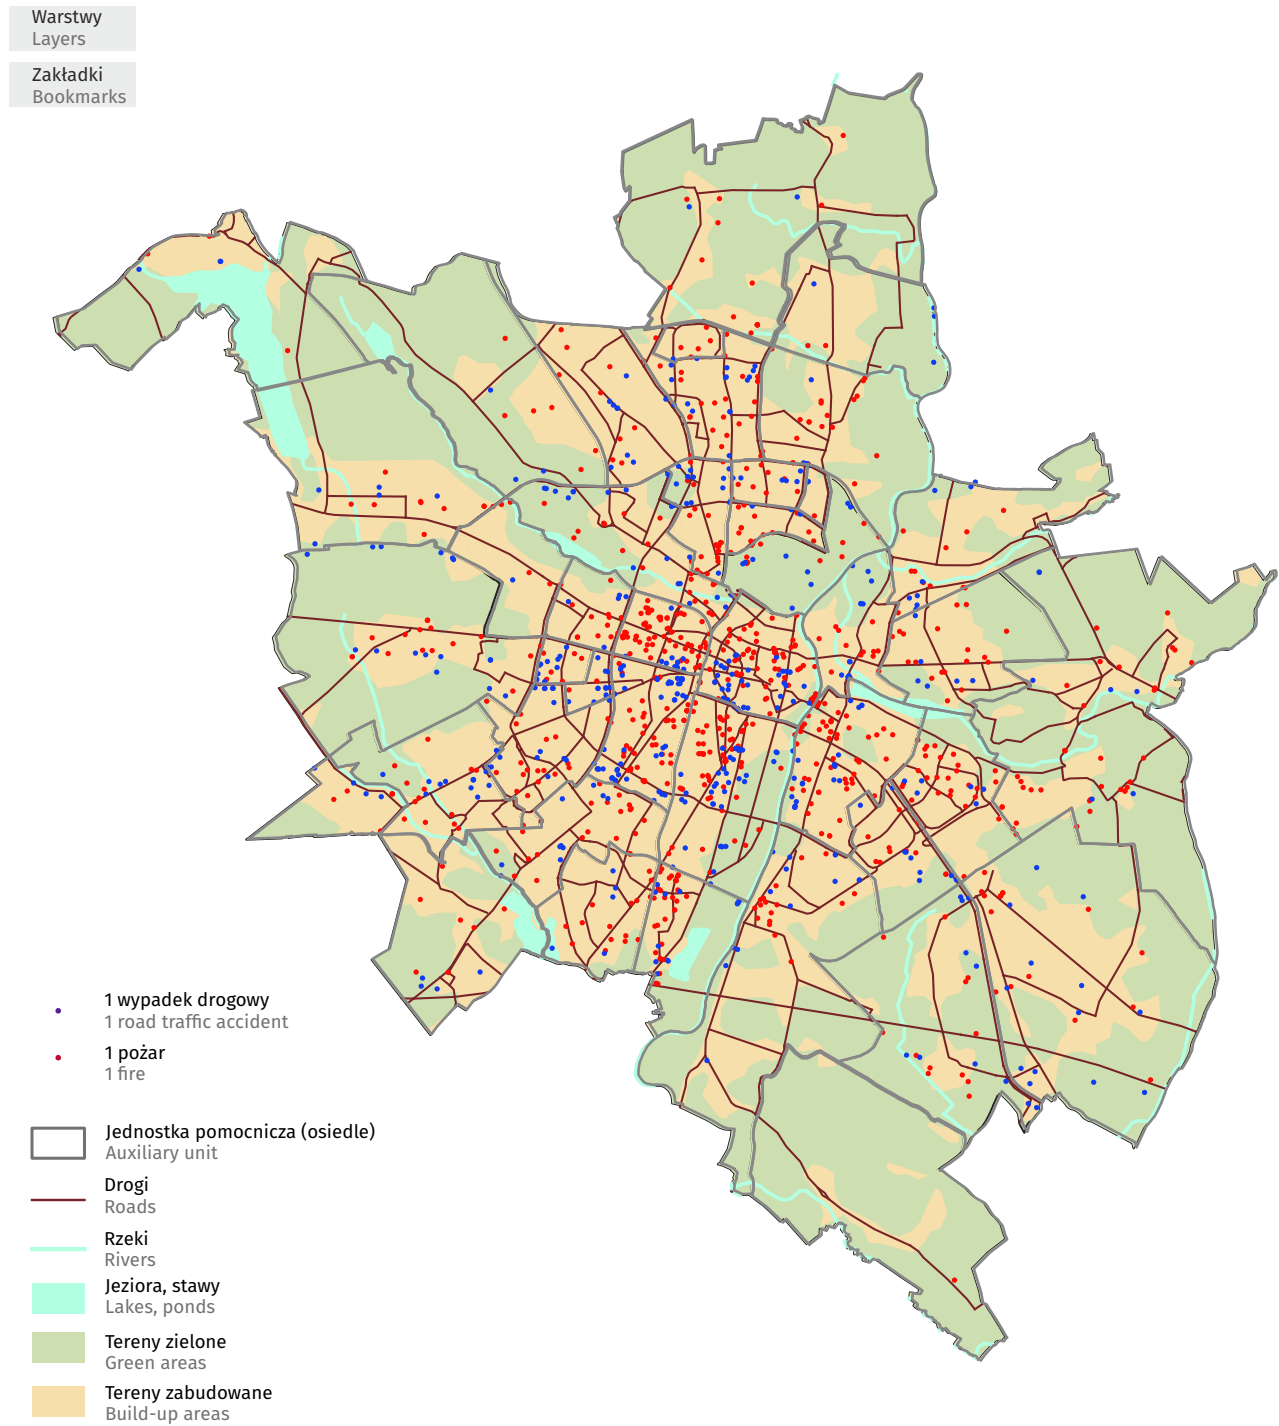 Warstwy
Layers
Zakładki
Bookmarks
1 wypadek drogowy
1 road traffic accident
1 pożar
1 fire
Jednostka pomocnicza (osiedle)
Auxiliary unit
Drogi
Roads
Rzeki
Rivers
Jeziora, stawy
Lakes, ponds
Tereny zielone
Green areas
Tereny zabudowane
Build-up areas